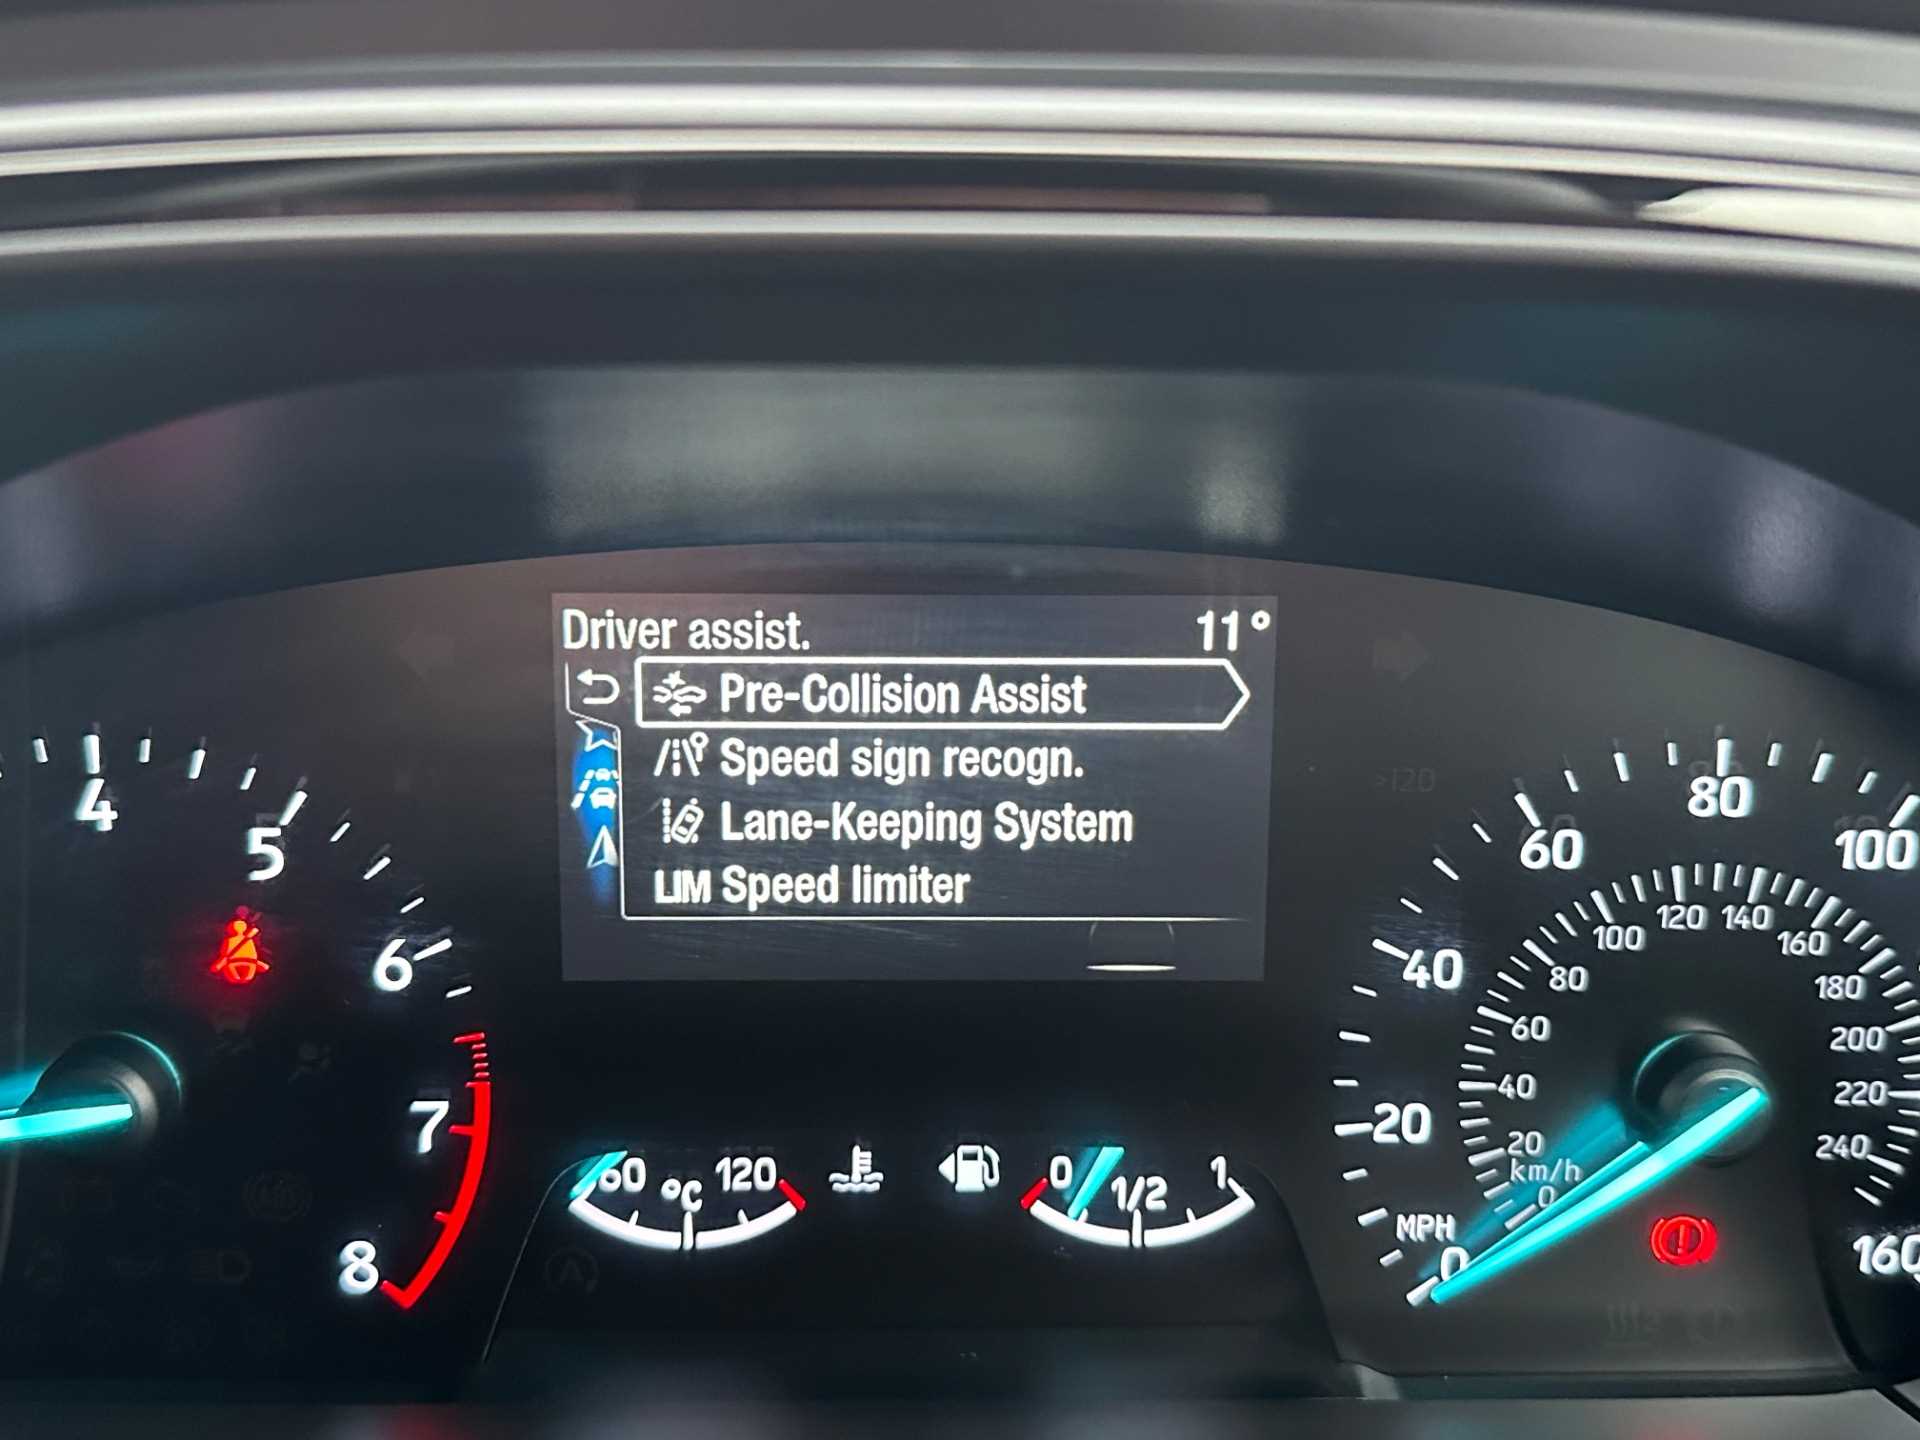 Driver assist. 11°
Pre-Collision Assist
Speed sign recogn.
Lane-Keeping System
LIM Speed limiter
4
5
6
7
8
60 °C 120
0 1/2 1
0
20
40
60
80
100
160
MPH
0
20
40
60
80
100
120
140
160
180
200
220
240
km/h
>120